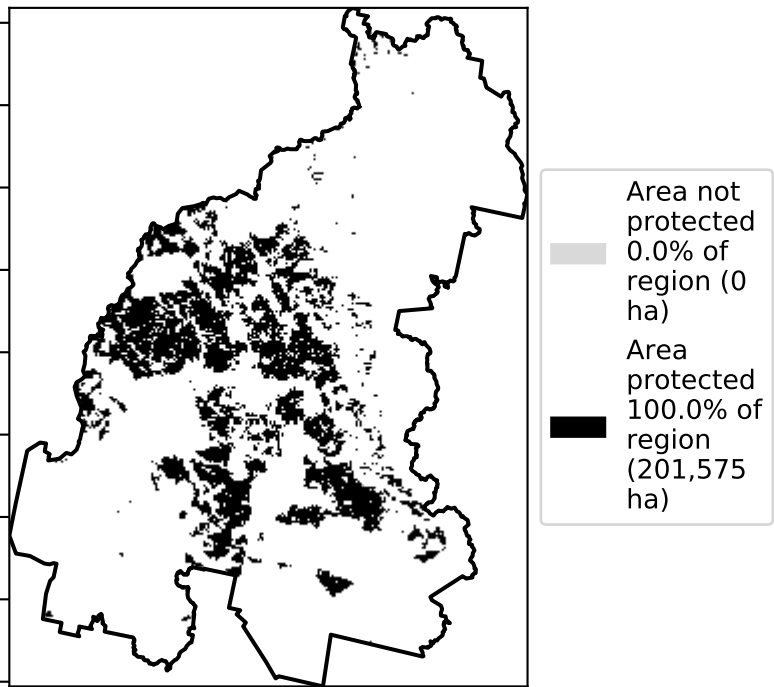 Area not
protected
0.0% of
region (0
ha)
Area
protected
100.0% of
region
(201,575
ha)